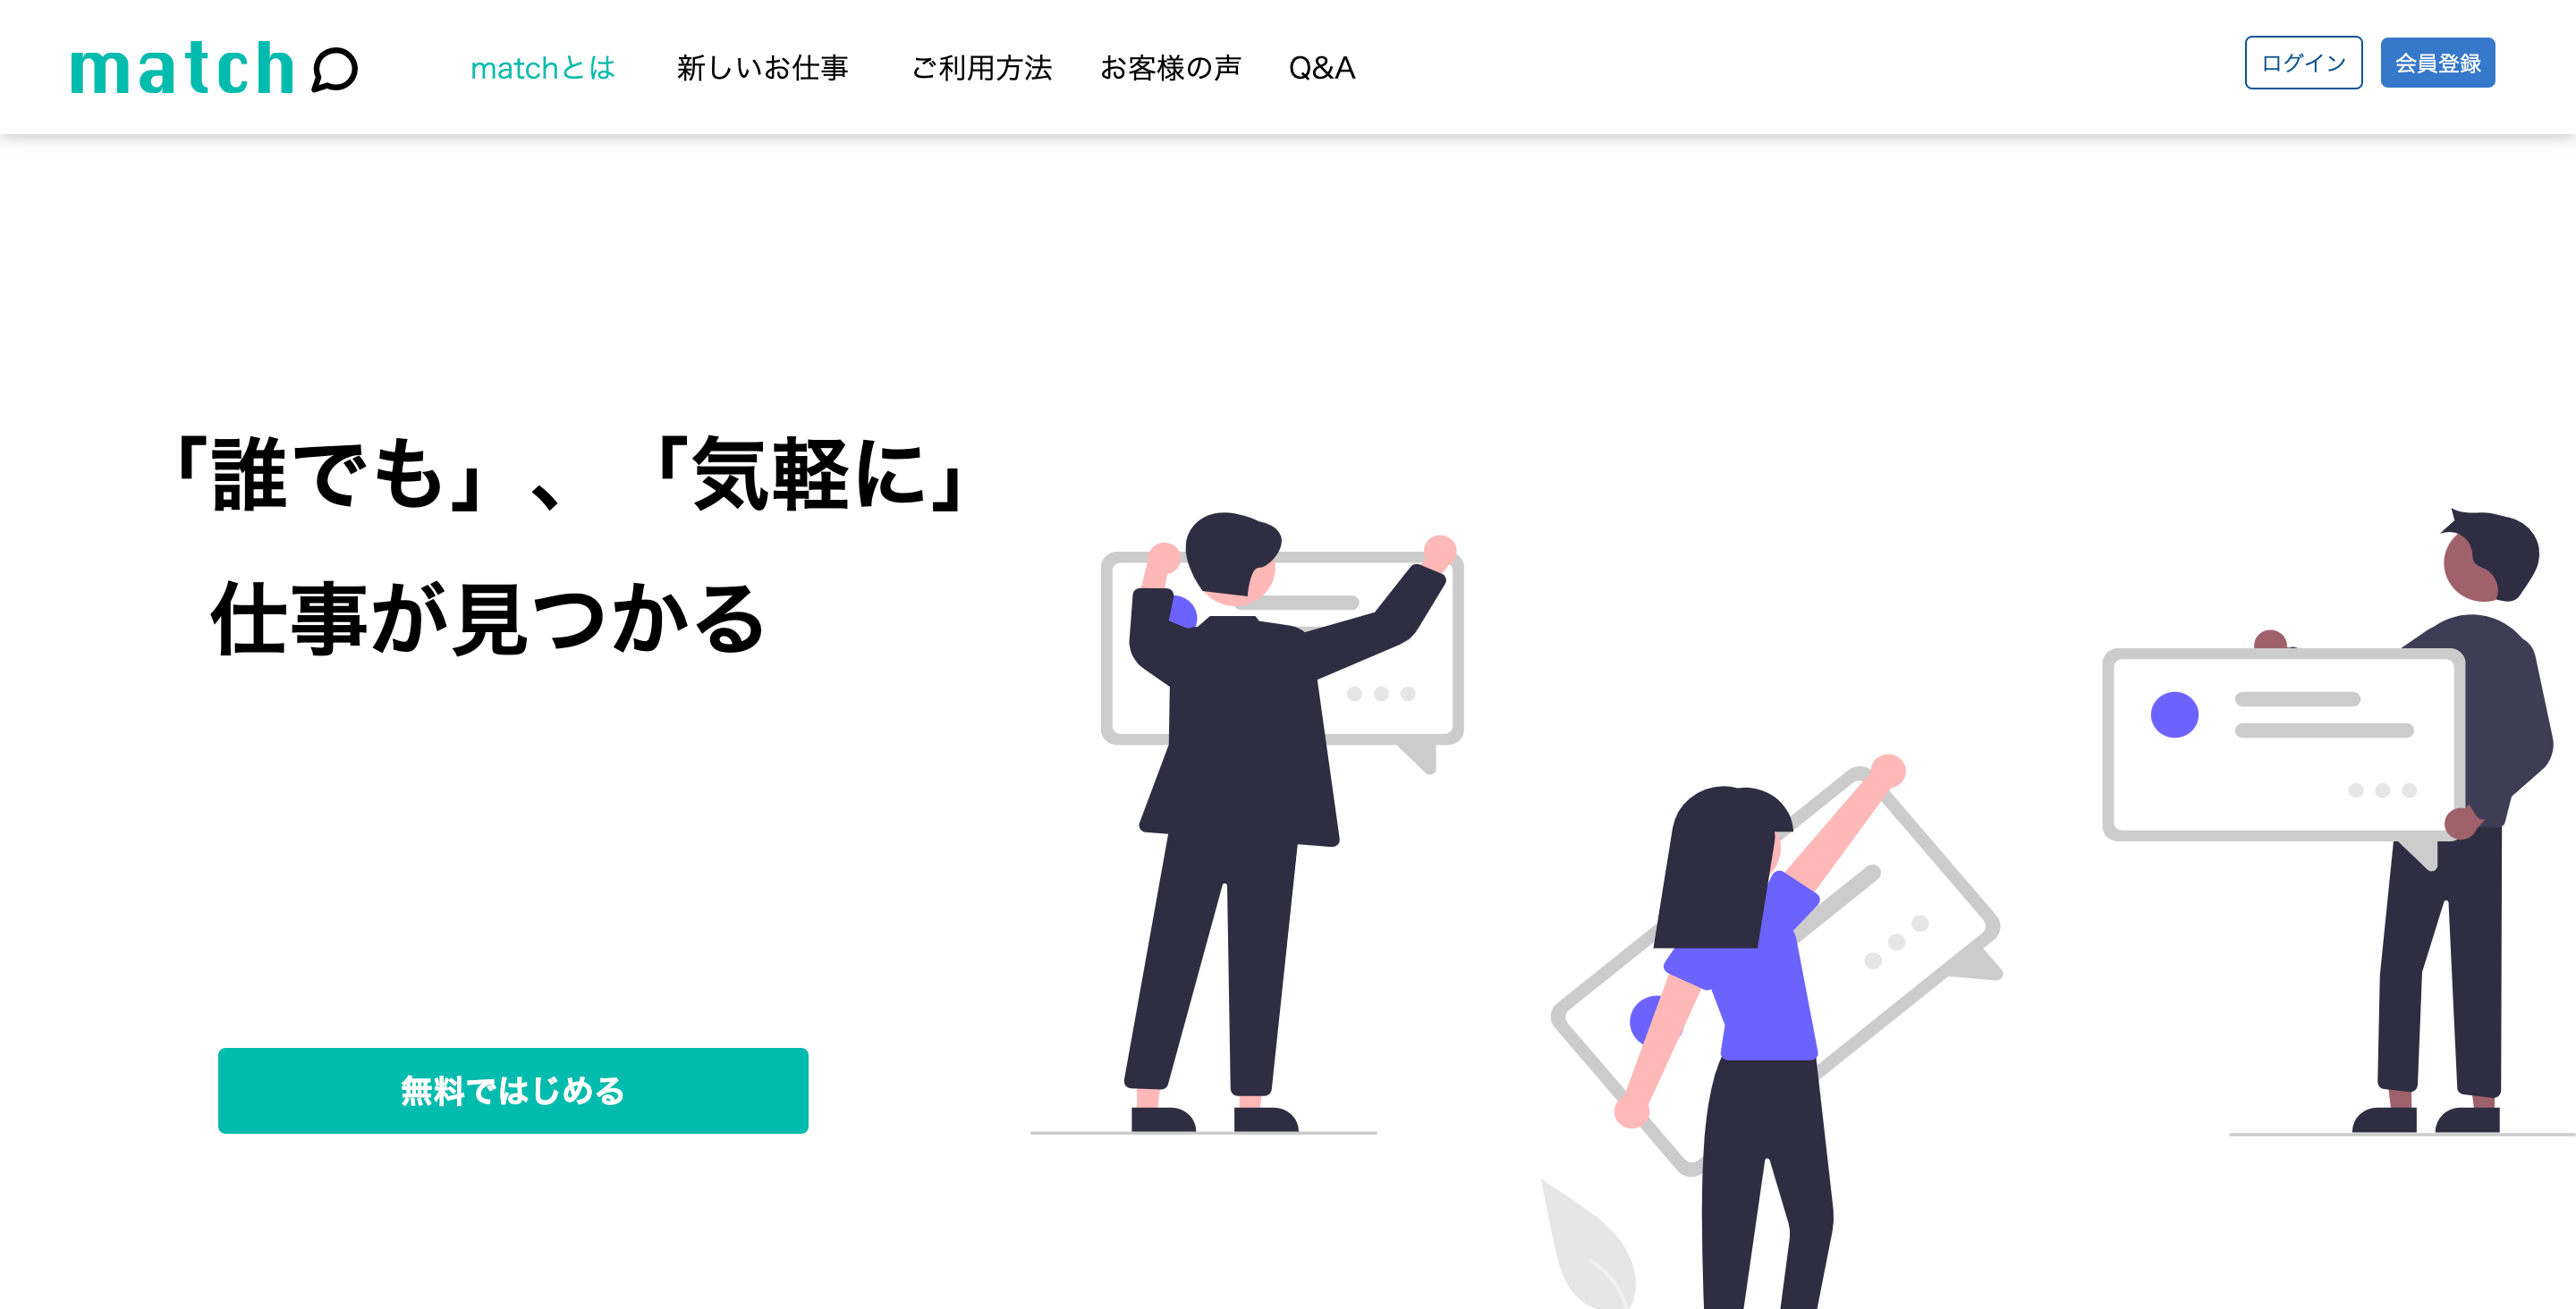 match
matchとは 新しいお仕事 ご利用方法 お客様の声 Q&A
ログイン 会員登録
「誰でも」、「気軽に」
仕事が見つかる
無料ではじめる